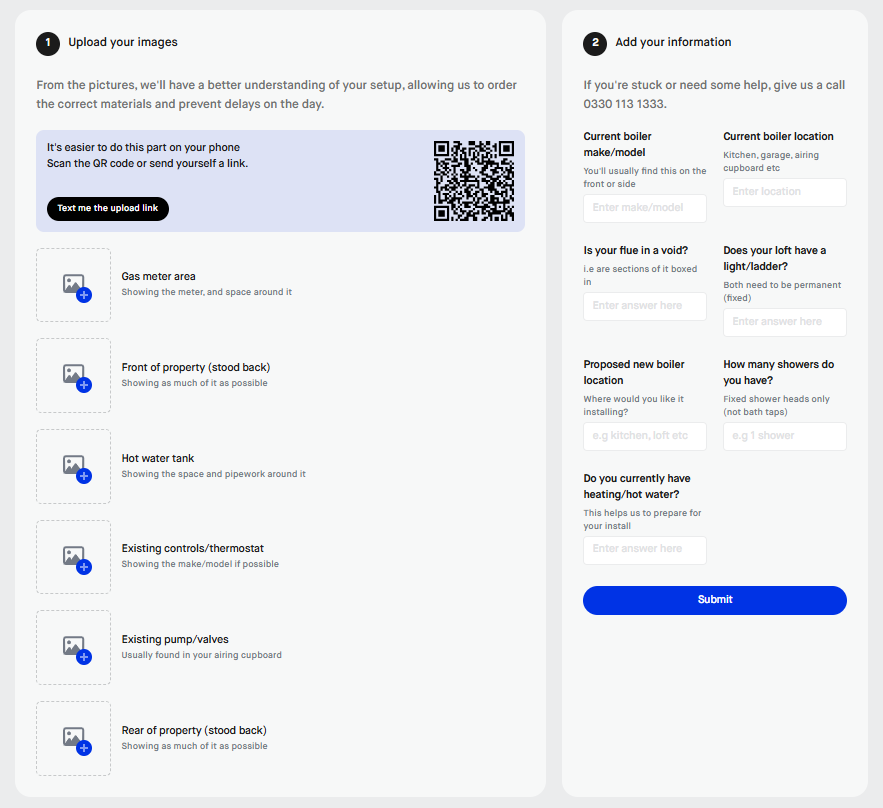 1 Upload your images
From the pictures, we'll have a better understanding of your setup, allowing us to order
the correct materials and prevent delays on the day.
It's easier to do this part on your phone
Scan the QR code or send yourself a link.
Text me the upload link
Gas meter area
Showing the meter, and space around it
Front of property (stood back)
Showing as much of it as possible
Hot water tank
Showing the space and pipework around it
Existing controls/thermostat
Showing the make/model if possible
Existing pump/valves
Usually found in your airing cupboard
Rear of property (stood back)
Showing as much of it as possible
2 Add your information
If you're stuck or need some help, give us a call
0330 113 1333.
Current boiler
make/model
You'll usually find this on the
front or side
Enter make/model
Current boiler location
Kitchen, garage, airing
cupboard etc
Enter location
Is your flue in a void?
i.e are sections of it boxed
in
Enter answer here
Does your loft have a
light/ladder?
Both need to be permanent
(fixed)
Enter answer here
Proposed new boiler
location
Where would you like it
installing?
e.g kitchen, loft etc
How many showers do
you have?
Fixed shower heads only
(not bath taps)
e.g 1 shower
Do you currently have
heating/hot water?
This helps us to prepare for
your install
Enter answer here
Submit